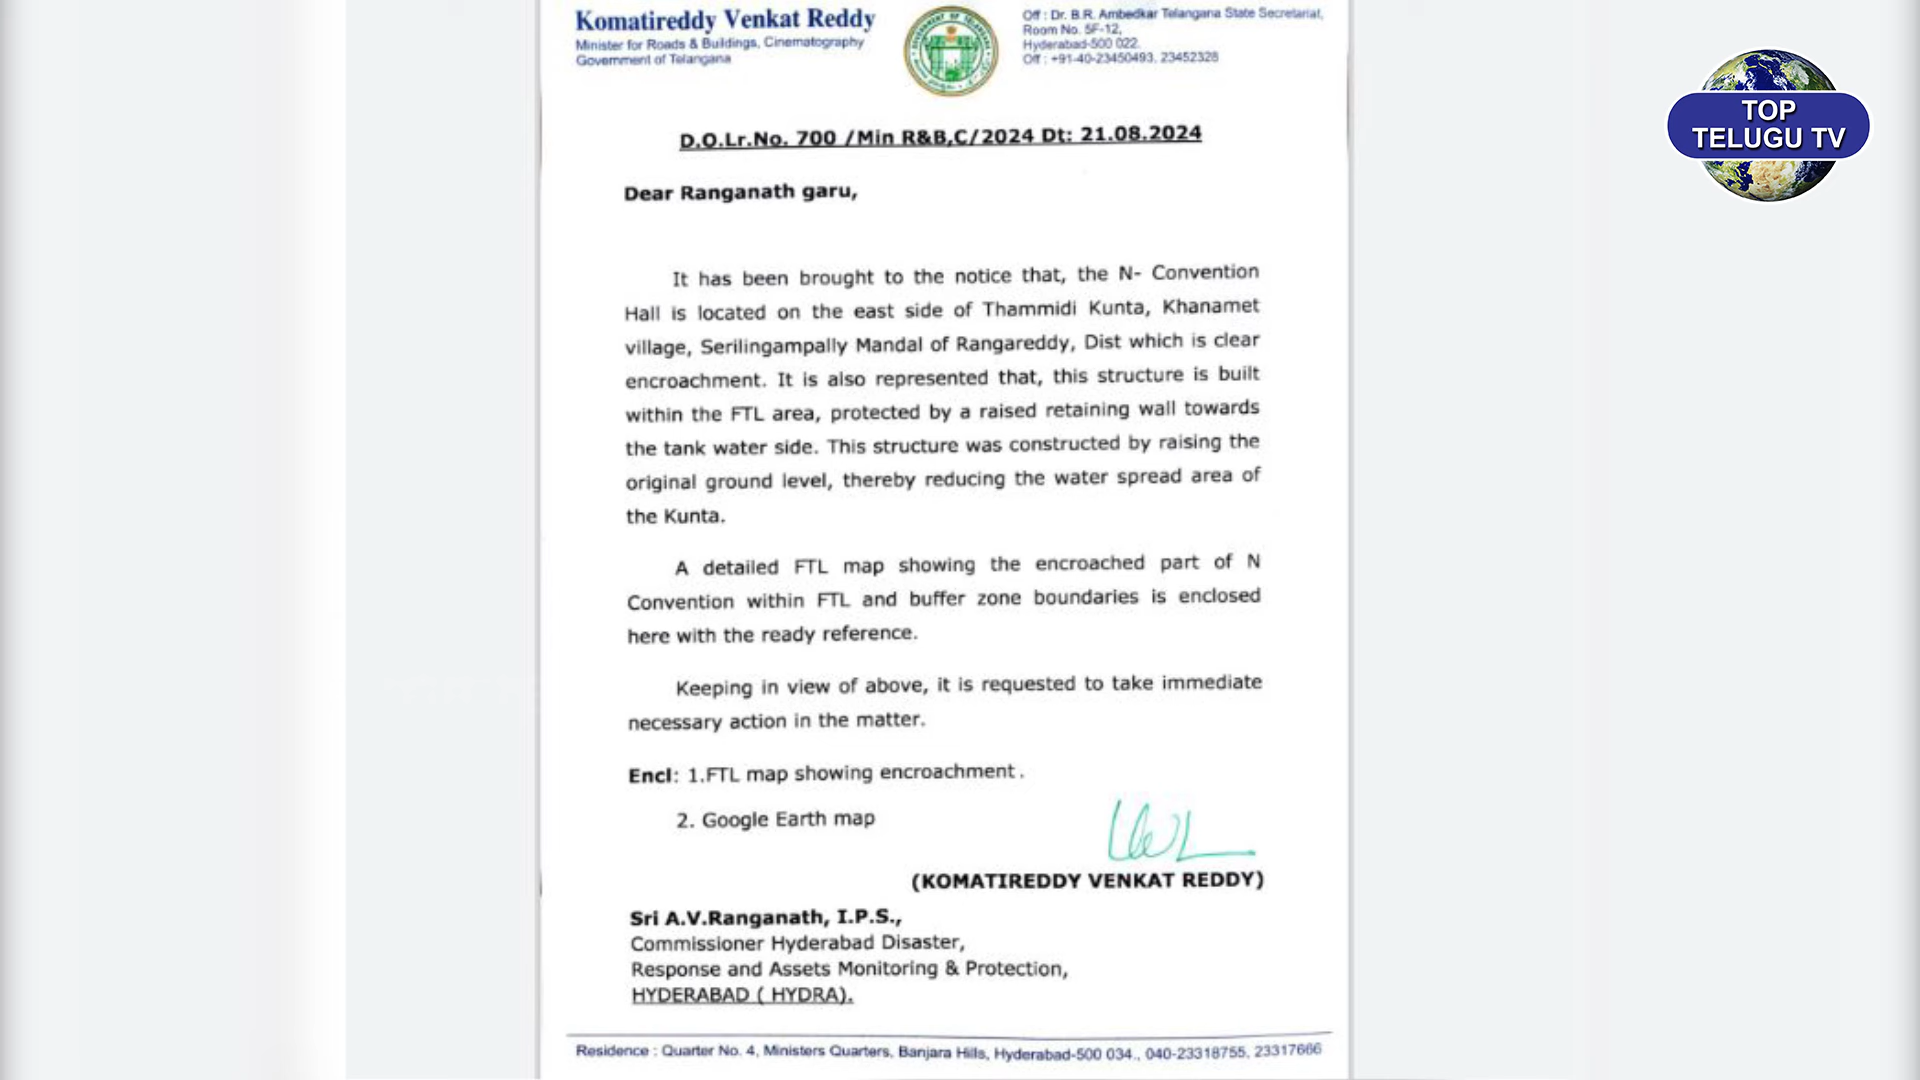 Komatireddy Venkat Reddy
Minister for Roads & Buildings, Cinematography
Government of Telangana
Off : Dr. B.R. Ambedkar Telangana State Secretariat,
Room No. 5F-12,
Hyderabad-500 022.
Off : +91-40-23450493, 23452328
TOP
TELUGU TV
D.O.Lr.No. 700 /Min R&B,C/2024 Dt: 21.08.2024
Dear Ranganath garu,
It has been brought to the notice that, the N- Convention
Hall is located on the east side of Thammidi Kunta, Khanamet
village, Serilingampally Mandal of Rangareddy, Dist which is clear
encroachment. It is also represented that, this structure is built
within the FTL area, protected by a raised retaining wall towards
the tank water side. This structure was constructed by raising the
original ground level, thereby reducing the water spread area of
the Kunta.
A detailed FTL map showing the encroached part of N
Convention within FTL and buffer zone boundaries is enclosed
here with the ready reference.
Keeping in view of above, it is requested to take immediate
necessary action in the matter.
Encl: 1.FTL map showing encroachment.
2. Google Earth map
(KOMATIREDDY VENKAT REDDY)
Sri A.V.Ranganath, I.P.S.,
Commissioner Hyderabad Disaster,
Response and Assets Monitoring & Protection,
HYDERABAD ( HYDRA).
Residence : Quarter No. 4, Ministers Quarters, Banjara Hills, Hyderabad-500 034., 040-23318755, 23317666